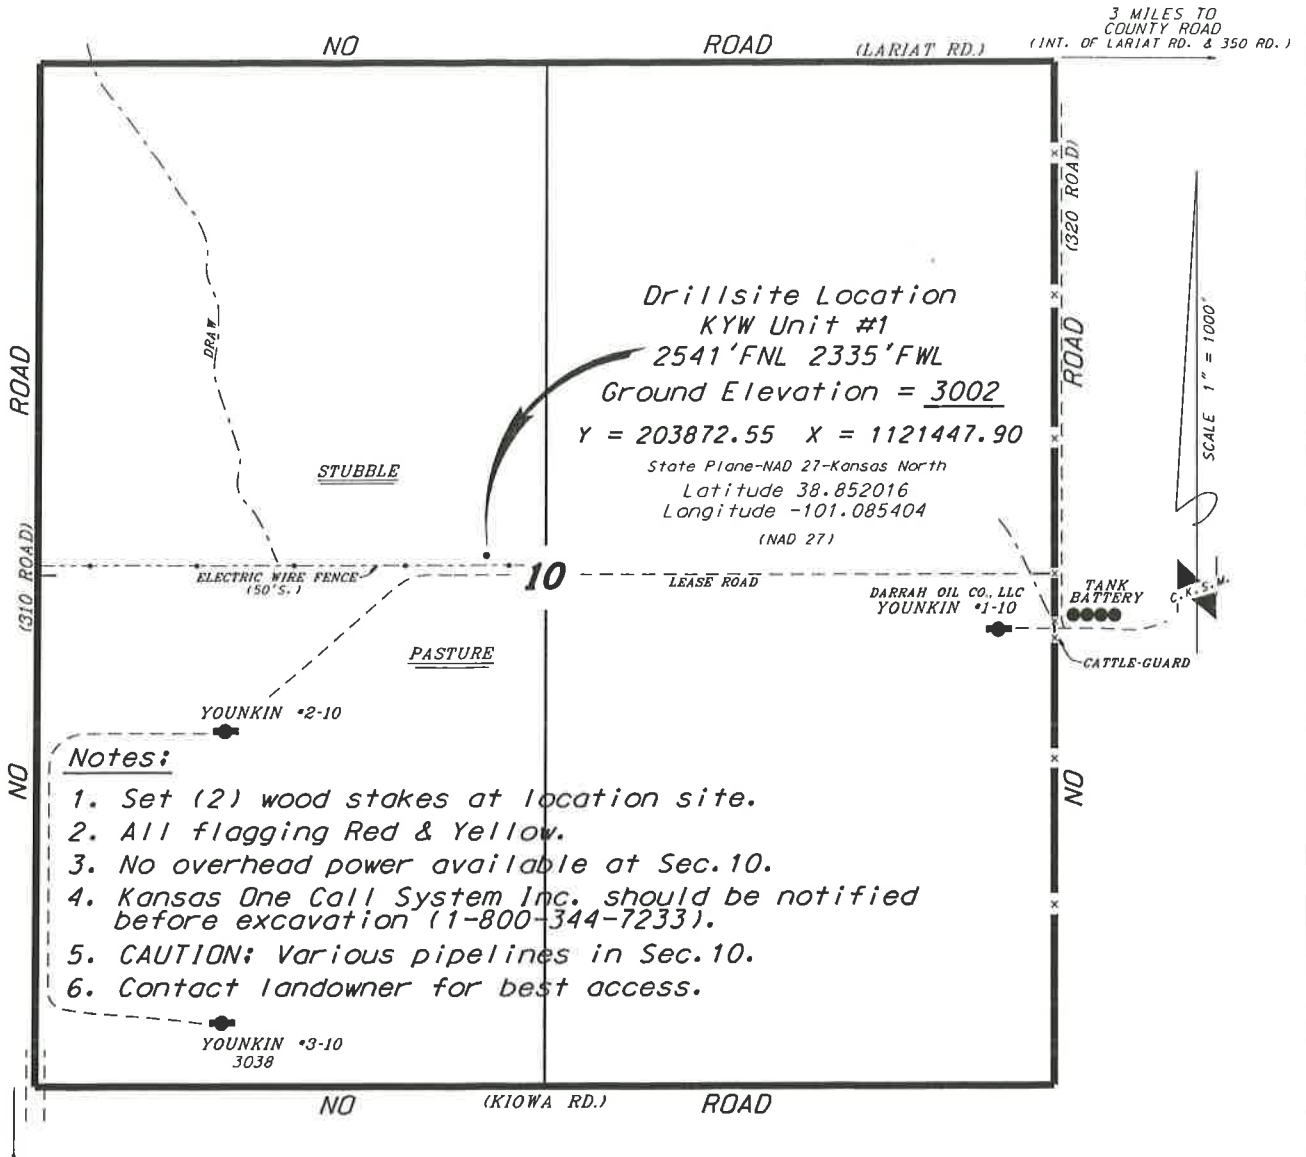 3 MILES TO
COUNTY ROAD
(INT. OF LARIAT RD. & 350 RD.)
NO
ROAD
(LARIAT RD.)
(320 ROAD)
ROAD
NO
SCALE 1" = 1000'
Drillsite Location
KYW Unit #1
2541'FNL 2335'FWL
Ground Elevation = 3002
Y = 203872.55 X = 1121447.90
State Plane-NAD 27-Kansas North
Latitude 38.852016
Longitude -101.085404
(NAD 27)
DRAW
ROAD
(310 ROAD)
NO
STUBBLE
ELECTRIC WIRE FENCE
(50'S.)
10
LEASE ROAD
DARRAH OIL CO., LLC
YOUNKIN #1-10
TANK
BATTERY
C.K.S.M.
CATTLE-GUARD
PASTURE
YOUNKIN #2-10
Notes:
1. Set (2) wood stakes at location site.
2. All flagging Red & Yellow.
3. No overhead power available at Sec.10.
4. Kansas One Call System Inc. should be notified
before excavation (1-800-344-7233).
5. CAUTION: Various pipelines in Sec.10.
6. Contact landowner for best access.
YOUNKIN #3-10
3038
NO
(KIOWA RD.)
ROAD